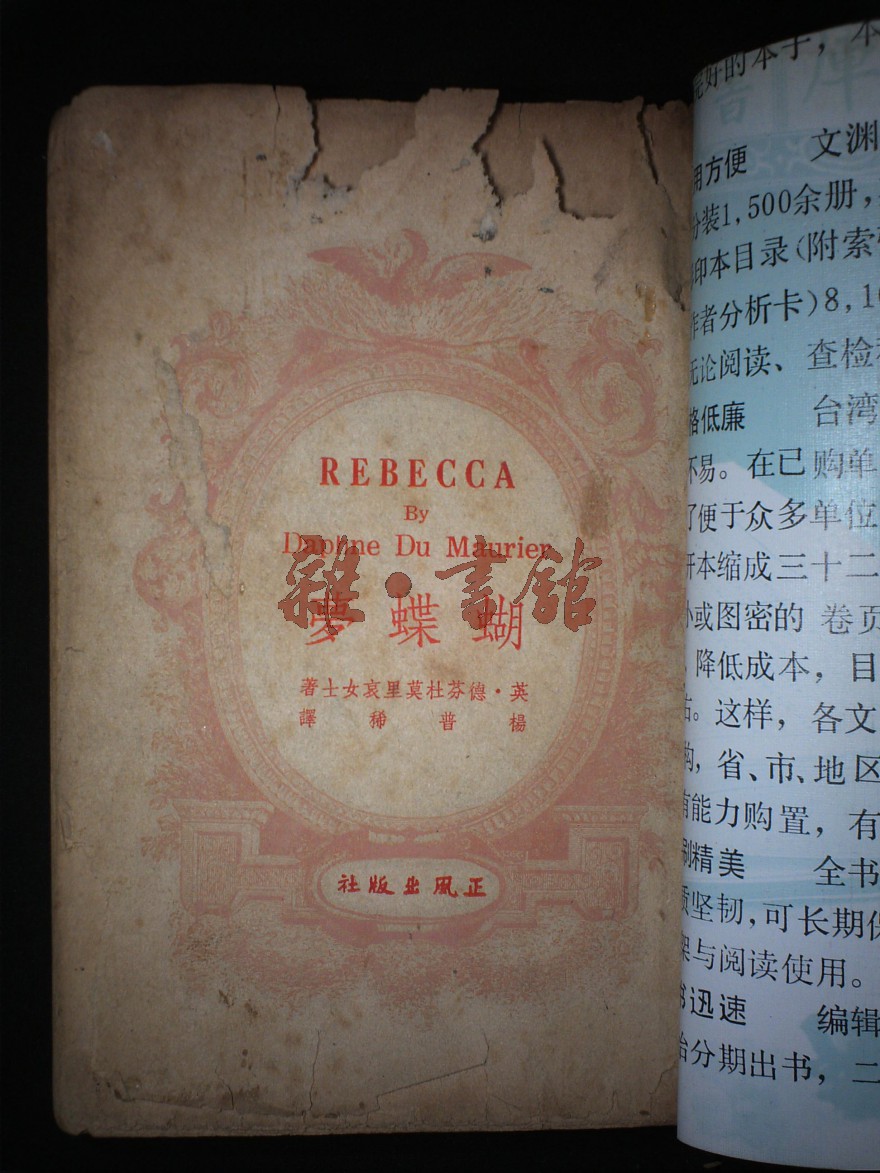 REBECCA
By
Daphne Du Maurier
蝴蝶夢
英・德芬杜莫里哀女士著
楊普稀譯
正風出版社
雜·書館
好的本子，本
用方便 文渊
分装1,500余册，
印本目录(附索
作者分析卡)8,1
无论阅读、查检
格低廉 台湾
不易。在已购单
了便于众多单位
开本缩成三十二
小或图密的 卷页
降低成本，目
。这样，各文
构，省、市、地区
有能力购置，有
刷精美 全书
质坚韧,可长期
架与阅读使用。
书迅速 编辑
分期出书，二